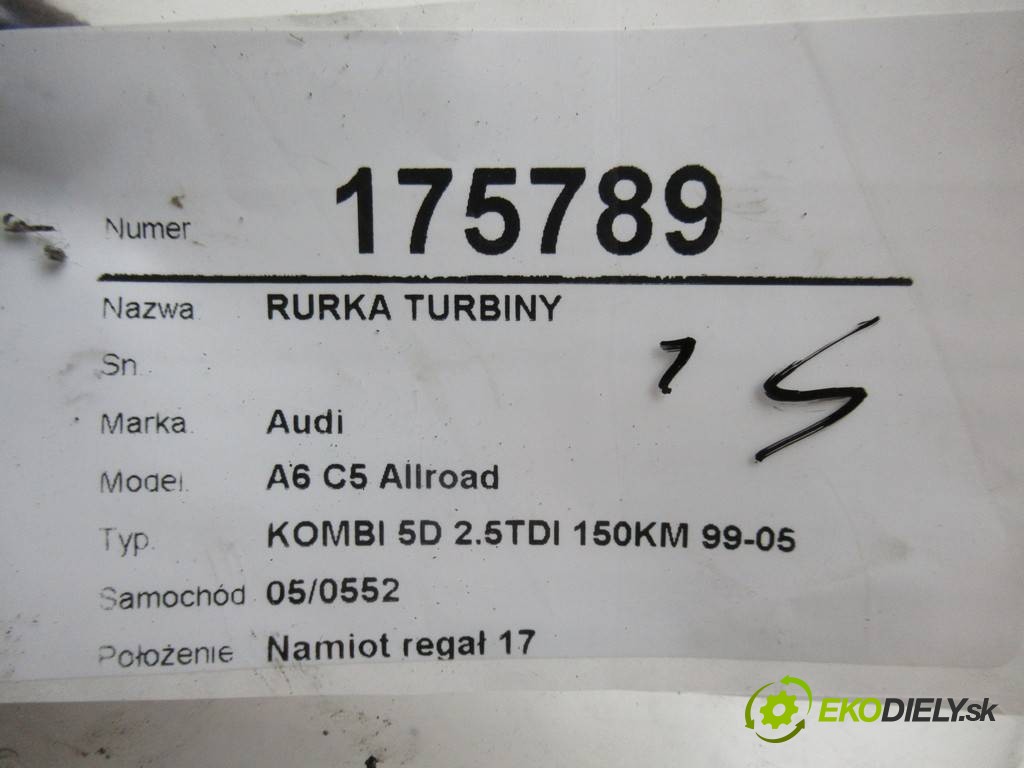 Numer 175789
Nazwa RURKA TURBINY
Sn.
Marka Audi
Model A6 C5 Allroad
Typ. KOMBI 5D 2.5TDI 150KM 99-05
Samochód 05/0552
Położenie Namiot regał 17
EKODIELY.sk